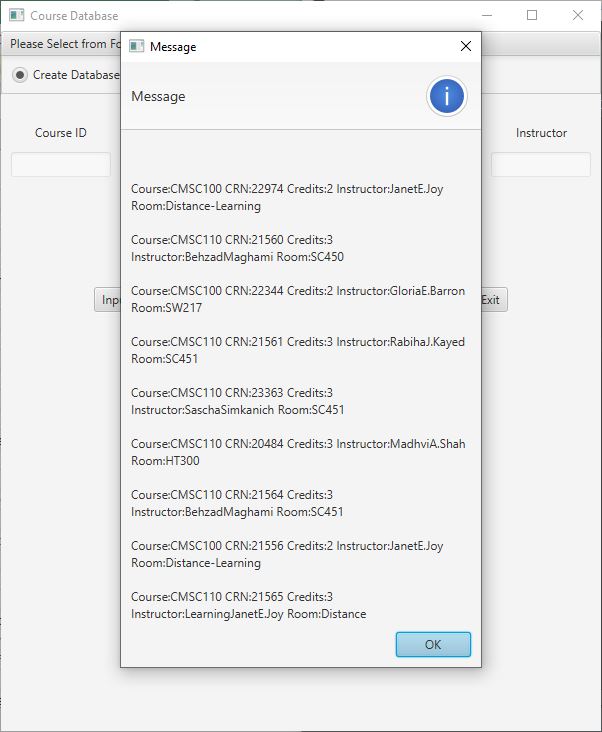 Course Database
Please Select from Fo
Message
Create Database
Message
Course ID
Instructor
Course:CMSC100 CRN:22974 Credits:2 Instructor:JanetE.Joy
Room:Distance-Learning
Course:CMSC110 CRN:21560 Credits:3
Instructor:BehzadMaghami Room:SC450
Course:CMSC100 CRN:22344 Credits:2 Instructor:GloriaE.Barron
Room:SW217
Course:CMSC110 CRN:21561 Credits:3 Instructor:RabihaJ.Kayed
Room:SC451
Course:CMSC110 CRN:23363 Credits:3
Instructor:SaschaSimkanich Room:SC451
Course:CMSC110 CRN:20484 Credits:3 Instructor:MadhviA.Shah
Room:HT300
Course:CMSC110 CRN:21564 Credits:3
Instructor:BehzadMaghami Room:SC451
Course:CMSC100 CRN:21556 Credits:2 Instructor:JanetE.Joy
Room:Distance-Learning
Course:CMSC110 CRN:21565 Credits:3
Instructor:LearningJanetE.Joy Room:Distance
Inpu
Exit
OK